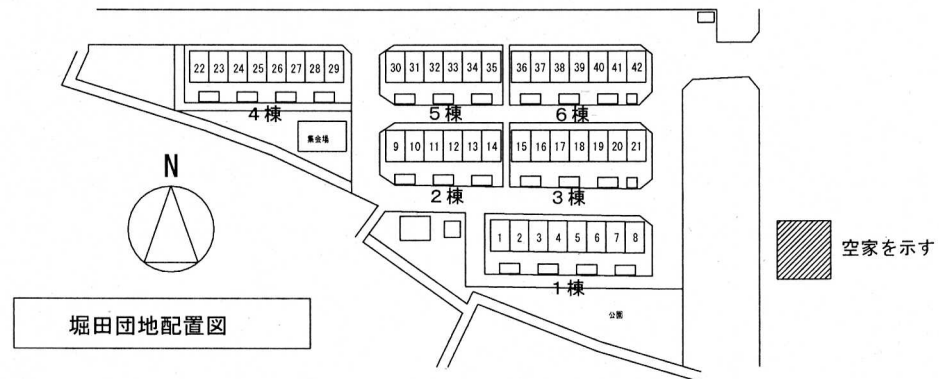 22 23 24 25 26 27 28 29
30 31 32 33 34 35
36 37 38 39 40 41 42
4棟
5棟
6棟
集会場
9 10 11 12 13 14
15 16 17 18 19 20 21
2棟
3棟
N
1 2 3 4 5 6 7 8
1棟
空家を示す
公園
堀田団地配置図